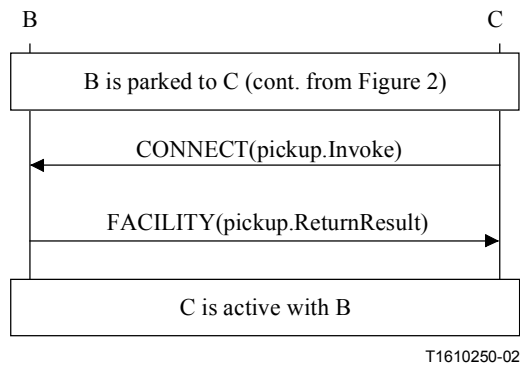 B C
B is parked to C (cont. from Figure 2)
CONNECT(pickup.Invoke)
FACILITY(pickup.ReturnResult)
C is active with B
T1610250-02